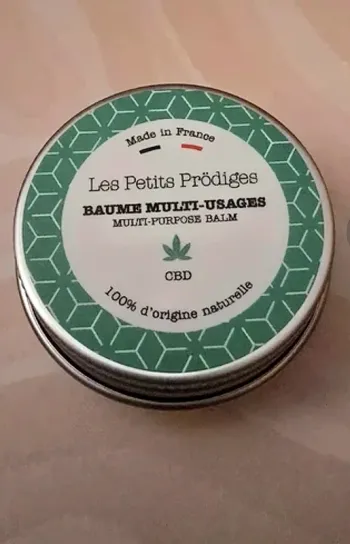 Made in France
Les Petits Prödiges
BAUME MULTI-USAGES
MULTI-PURPOSE BALM
CBD
100% d'origine naturelle